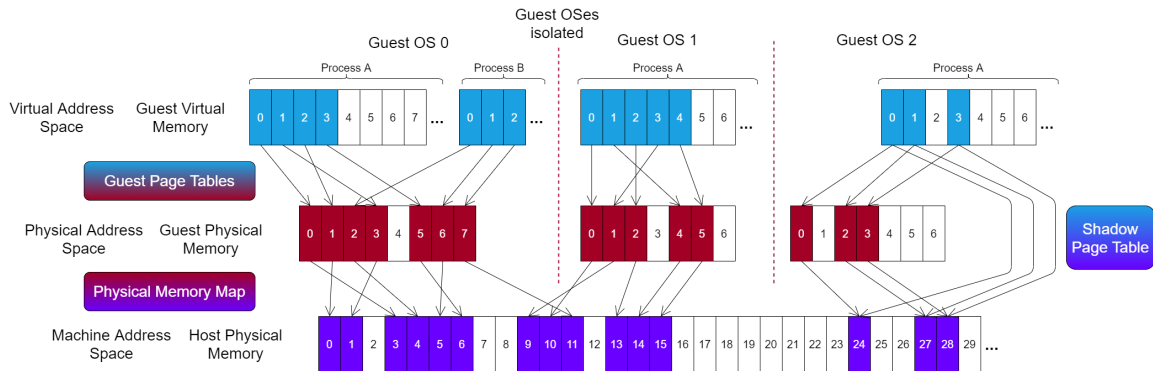 Guest OSes
isolated
Guest OS 0
Guest OS 1
Guest OS 2
Process A
Process B
Process A
Process A
Virtual Address
Space
Guest Virtual
Memory
0 1 2 3 4 5 6 7 ...
0 1 2 ...
0 1 2 3 4 5 6 ...
0 1 2 3 4 5 6 ...
Guest Page Tables
Physical Address
Space
Guest Physical
Memory
0 1 2 3 4 5 6 7
0 1 2 3 4 5 6
0 1 2 3 4 5 6
Shadow
Page Table
Physical Memory Map
Machine Address
Space
Host Physical
Memory
0 1 2 3 4 5 6 7 8 9 10 11 12 13 14 15 16 17 18 19 20 21 22 23 24 25 26 27 28 29 ...